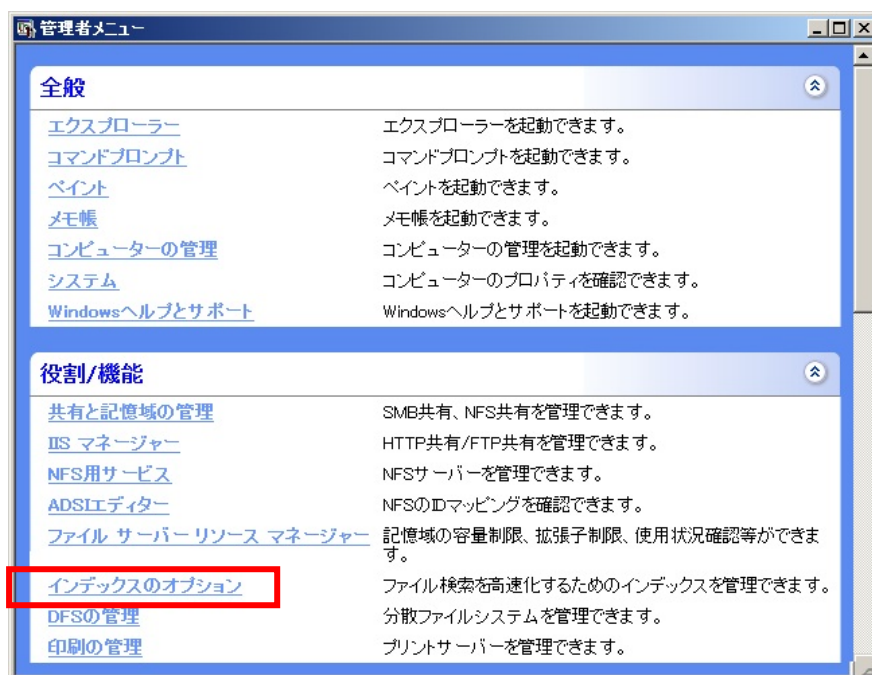 管理者メニュー
全般
エクスプローラー エクスプローラーを起動できます。
コマンドプロンプト コマンドプロンプトを起動できます。
ペイント ペイントを起動できます。
メモ帳 メモ帳を起動できます。
コンピューターの管理 コンピューターの管理を起動できます。
システム コンピューターのプロパティを確認できます。
Windowsヘルプとサポート Windowsヘルプとサポートを起動できます。
役割/機能
共有と記憶域の管理 SMB共有、NFS共有を管理できます。
IIS マネージャー HTTP共有/FTP共有を管理できます。
NFS用サービス NFSサーバーを管理できます。
ADSIエディター NFSのIDマッピングを確認できます。
ファイル サーバー リソース マネージャー 記憶域の容量制限、拡張子制限、使用状況確認等ができま
す。
インデックスのオプション ファイル検索を高速化するためのインデックスを管理できます。
DFSの管理 分散ファイルシステムを管理できます。
印刷の管理 プリントサーバーを管理できます。